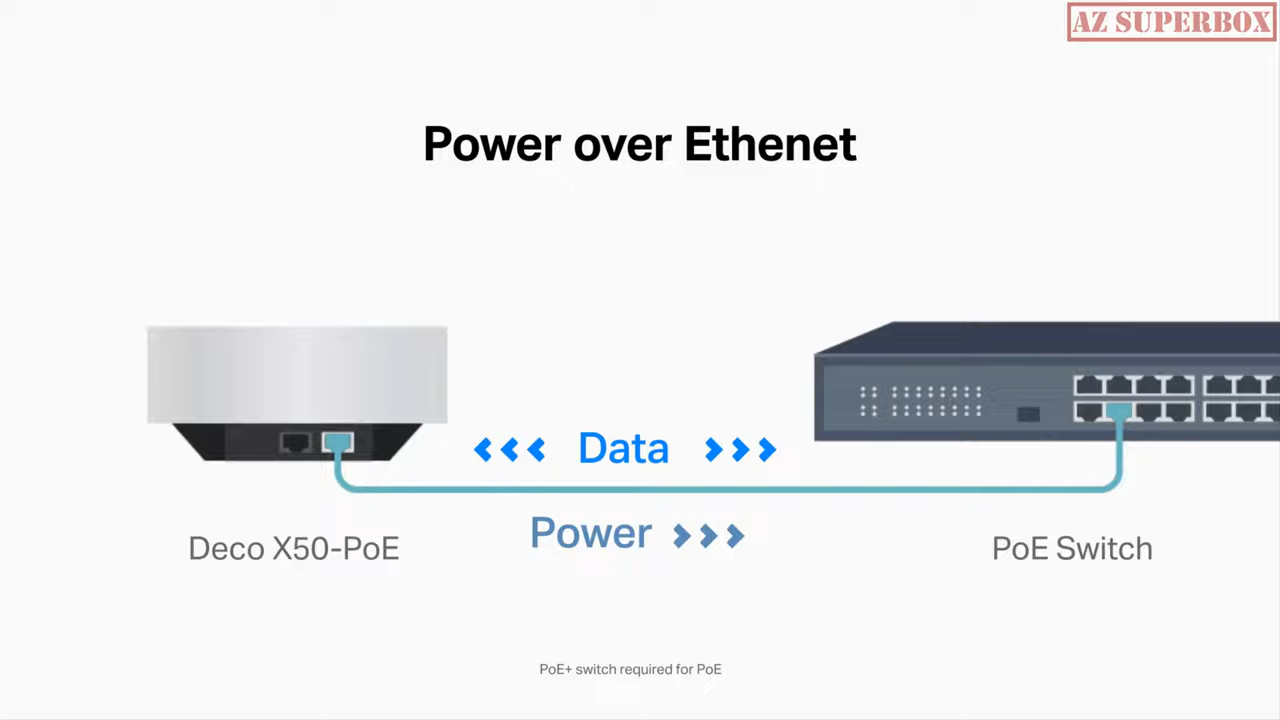 AZ SUPERBOX
Power over Ethenet
Data
Power
Deco X50-PoE
PoE Switch
PoE+ switch required for PoE